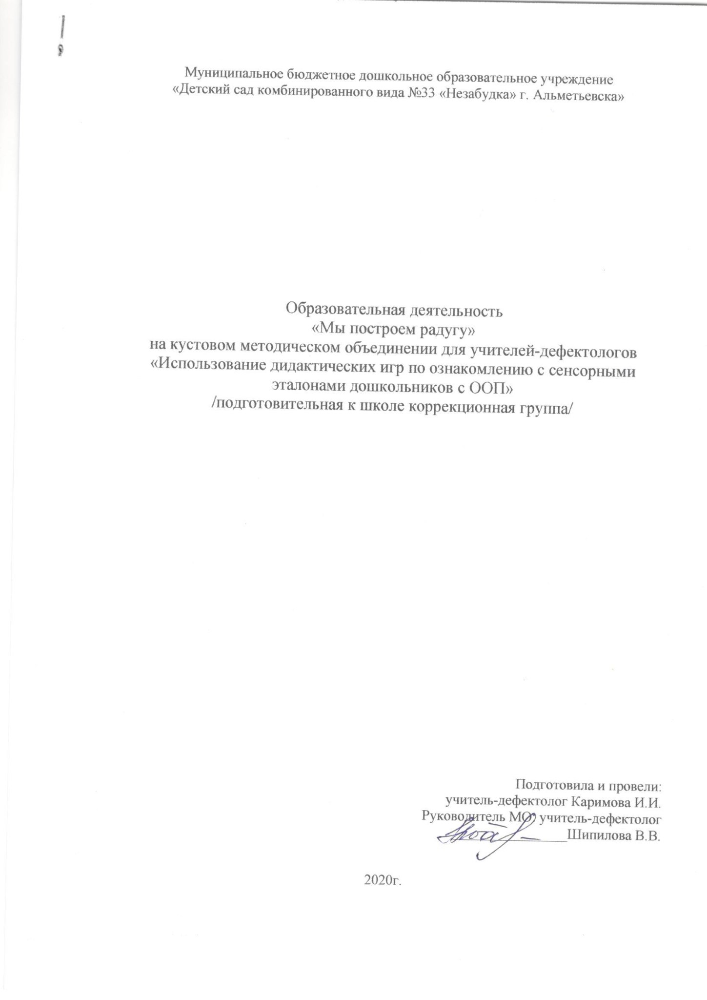 Муниципальное бюджетное дошкольное образовательное учреждение
«Детский сад комбинированного вида №33 «Незабудка» г. Альметьевска»
Образовательная деятельность
«Мы построем радугу»
на кустовом методическом объединении для учителей-дефектологов
«Использование дидактических игр по ознакомлению с сенсорными
эталонами дошкольников с ООП»
/подготовительная к школе коррекционная группа/
Подготовила и провели:
учитель-дефектолог Каримова И.И.
Руководитель МО, учитель-дефектолог
Шипилова В.В.
2020г.